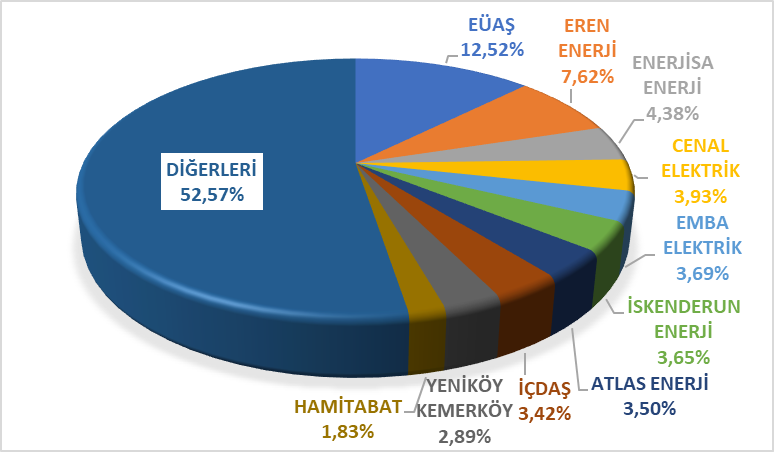 EÜAŞ
12,52%
EREN
ENERJİ
7,62%
ENERJİSA
ENERJİ
4,38%
CENAL
ELEKTRİK
3,93%
EMBA
ELEKTRİK
3,69%
İSKENDERUN
ENERJİ
3,65%
ATLAS ENERJİ
3,50%
İÇDAŞ
3,42%
YENİKÖY
KEMERKÖY
2,89%
HAMİTABAT
1,83%
DİĞERLERİ
52,57%